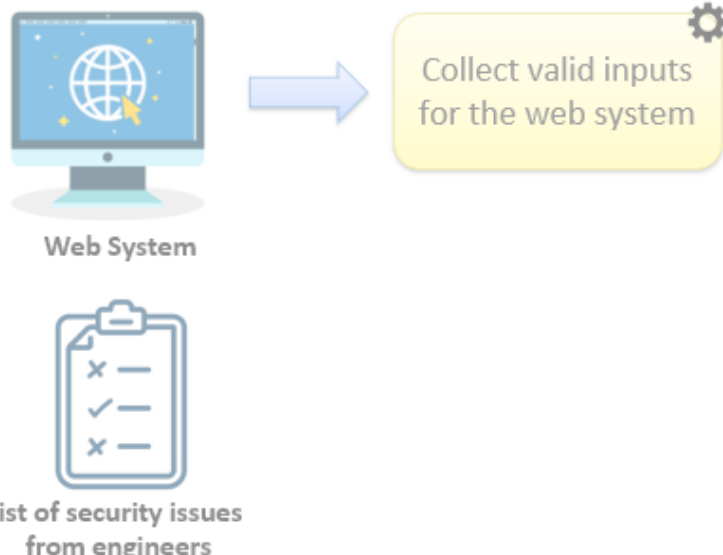 Collect valid inputs
for the web system
Web System
ist of security issues
from engineers